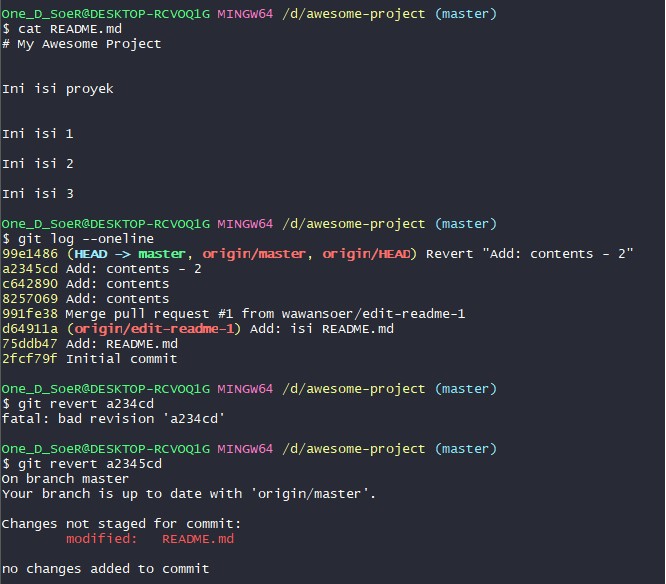 One_D_SoeR@DESKTOP-RCVOQ1G MINGW64 /d/awesome-project (master)
$ cat README.md
# My Awesome Project
Ini isi proyek
Ini isi 1
Ini isi 2
Ini isi 3
One_D_SoeR@DESKTOP-RCVOQ1G MINGW64 /d/awesome-project (master)
$ git log --oneline
99e1486 (HEAD -> master, origin/master, origin/HEAD) Revert "Add: contents - 2"
a2345cd Add: contents - 2
c642890 Add: contents
8257069 Add: contents
991fe38 Merge pull request #1 from wawansoer/edit-readme-1
d64911a (origin/edit-readme-1) Add: isi README.md
75ddb47 Add: README.md
2fcf79f Initial commit
One_D_SoeR@DESKTOP-RCVOQ1G MINGW64 /d/awesome-project (master)
$ git revert a234cd
fatal: bad revision 'a234cd'
One_D_SoeR@DESKTOP-RCVOQ1G MINGW64 /d/awesome-project (master)
$ git revert a2345cd
On branch master
Your branch is up to date with 'origin/master'.
Changes not staged for commit:
modified: README.md
no changes added to commit